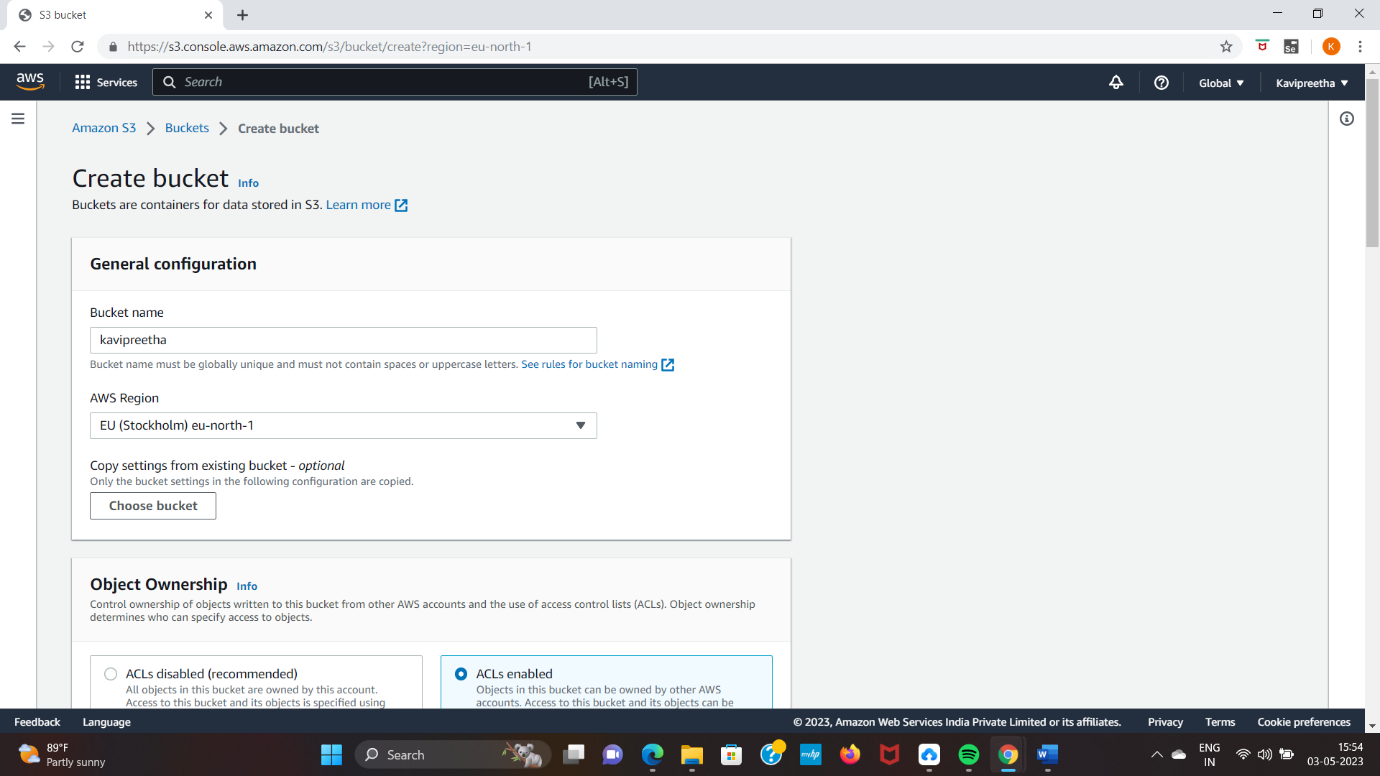 S3 bucket
https://s3.console.aws.amazon.com/s3/bucket/create?region=eu-north-1
Se
K
aws
Services
Search
[Alt+S]
Global
Kavipreetha
Amazon S3 > Buckets > Create bucket
Create bucket Info
Buckets are containers for data stored in S3. Learn more
General configuration
Bucket name
kavipreetha
Bucket name must be globally unique and must not contain spaces or uppercase letters. See rules for bucket naming
AWS Region
EU (Stockholm) eu-north-1
Copy settings from existing bucket - optional
Only the bucket settings in the following configuration are copied.
Choose bucket
Object Ownership Info
Control ownership of objects written to this bucket from other AWS accounts and the use of access control lists (ACLs). Object ownership
determines who can specify access to objects.
ACLs disabled (recommended)
All objects in this bucket are owned by this account.
Access to this bucket and its objects is specified using
ACLs enabled
Objects in this bucket can be owned by other AWS
accounts. Access to this bucket and its objects can be
Feedback
Language
© 2023, Amazon Web Services India Private Limited or its affiliates.
Privacy
Terms
Cookie preferences
89°F
Partly sunny
Search
myhp
W
ENG
IN
15:54
03-05-2023